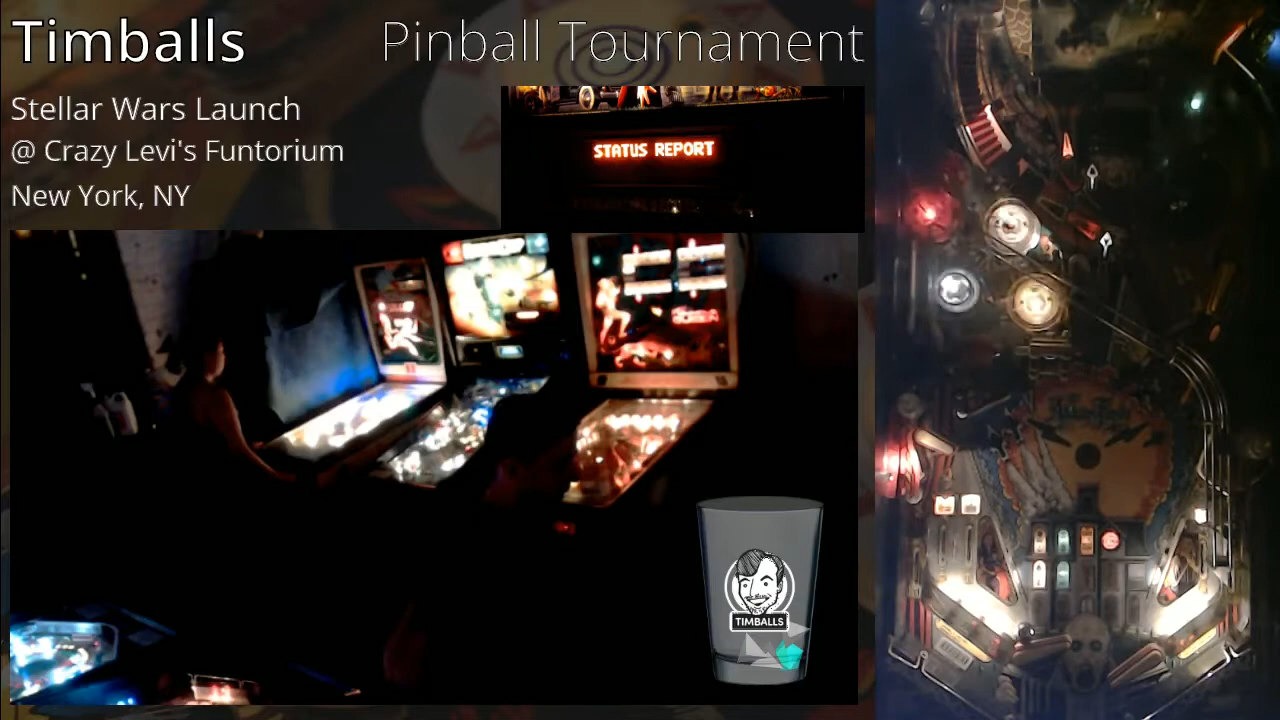 Timballs
Pinball Tournament
Stellar Wars Launch
@ Crazy Levi's Funtorium
New York, NY
STATUS REPORT
TIMBALLS